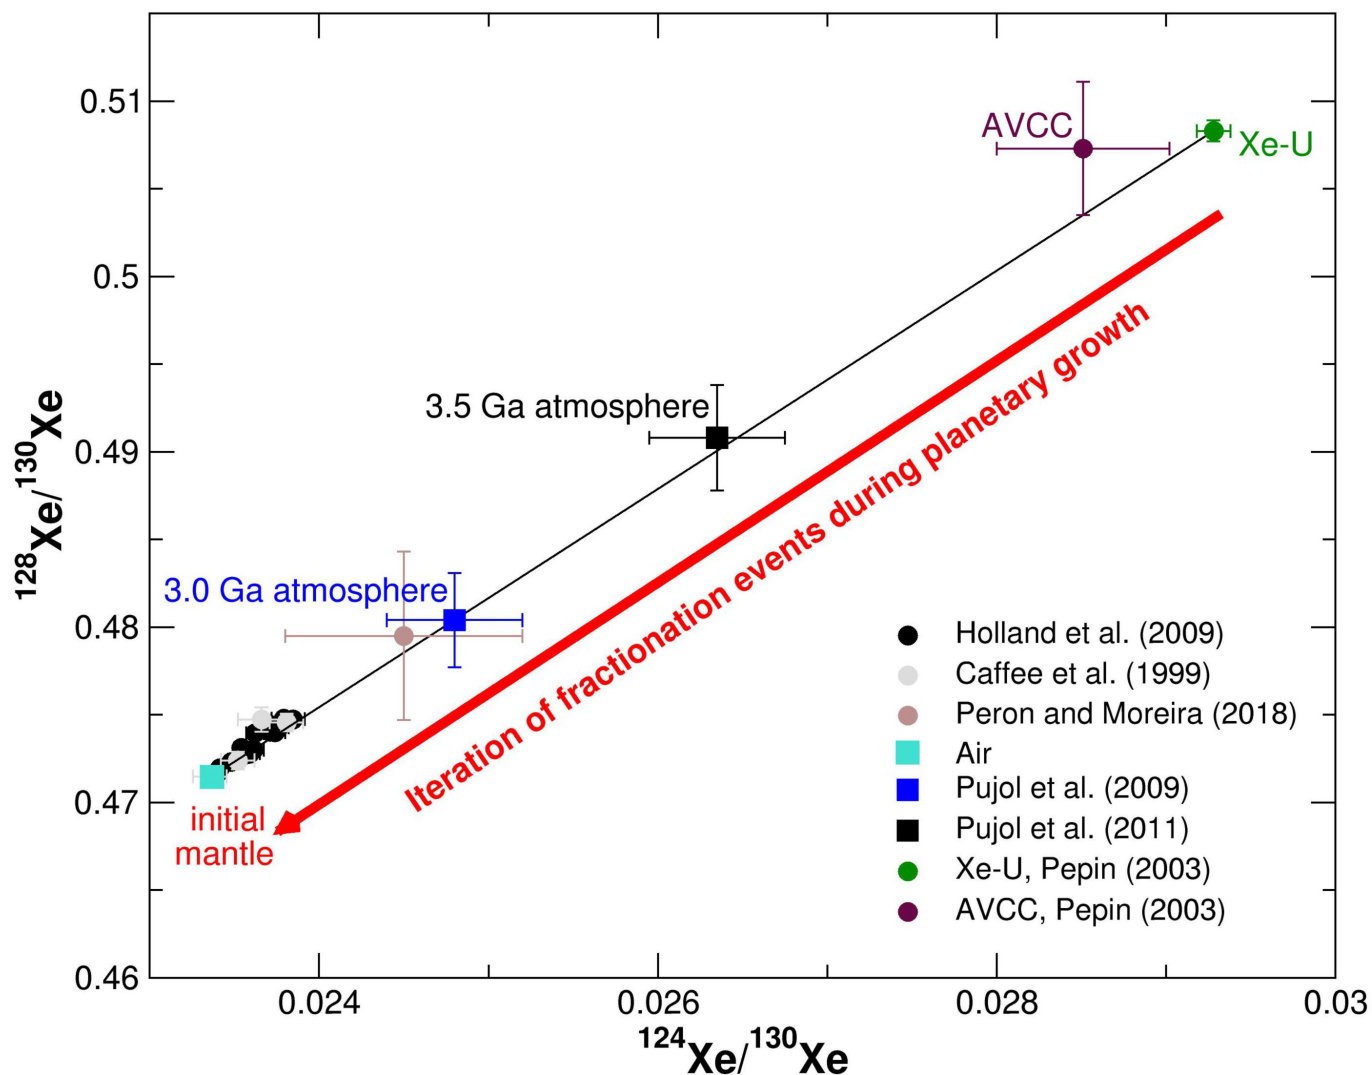 0.51
0.5
0.49
0.48
0.47
0.46
128Xe/130Xe
AVCC
Xe-U
3.5 Ga atmosphere
3.0 Ga atmosphere
Iteration of fractionation events during planetary growth
initial
mantle
Holland et al. (2009)
Caffee et al. (1999)
Peron and Moreira (2018)
Air
Pujol et al. (2009)
Pujol et al. (2011)
Xe-U, Pepin (2003)
AVCC, Pepin (2003)
0.024 0.026 0.028 0.03
124Xe/130Xe